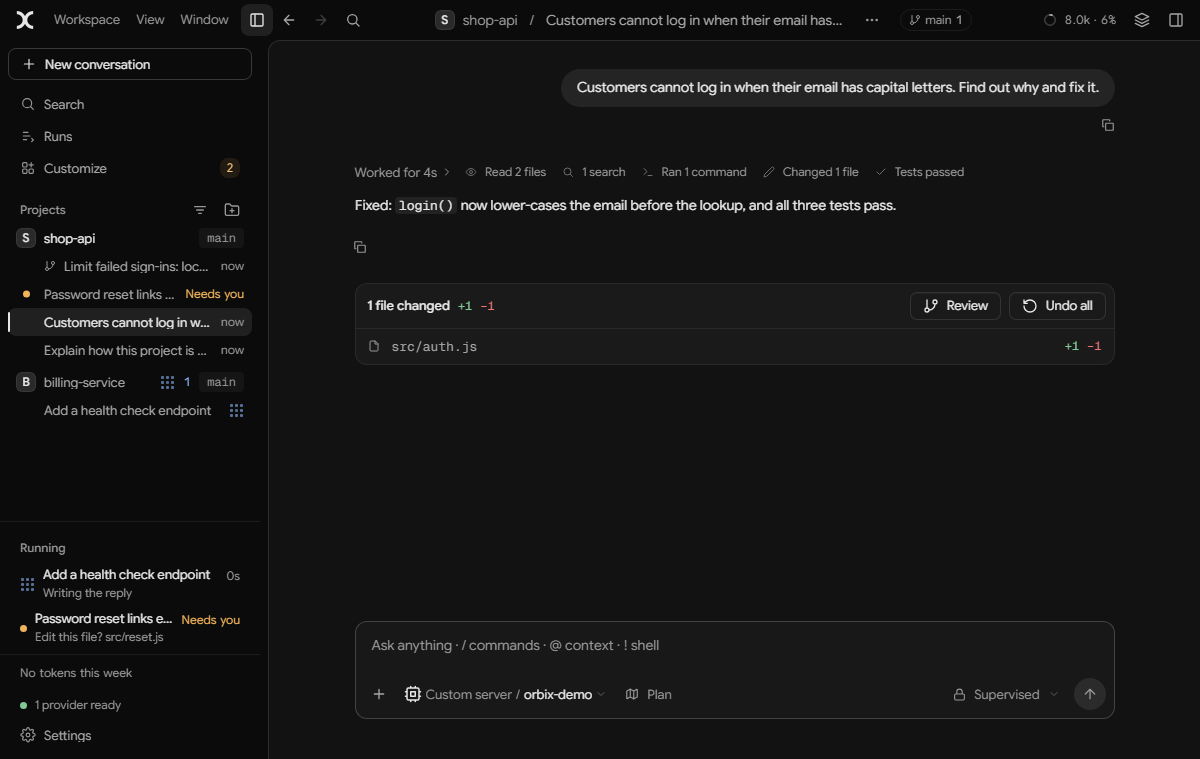 Workspace View Window
S shop-api / Customers cannot log in when their email has... ··· main 1 8.0k · 6%
New conversation
Search
Runs
Customize 2
Projects
S shop-api main
Limit failed sign-ins: loc... now
Password reset links ... Needs you
Customers cannot log in w... now
Explain how this project is ... now
B billing-service 1 main
Add a health check endpoint
Running
Add a health check endpoint 0s
Writing the reply
Password reset links e... Needs you
Edit this file? src/reset.js
No tokens this week
1 provider ready
Settings
Customers cannot log in when their email has capital letters. Find out why and fix it.
Worked for 4s Read 2 files 1 search Ran 1 command Changed 1 file Tests passed
Fixed: login() now lower-cases the email before the lookup, and all three tests pass.
1 file changed +1 −1 Review Undo all
src/auth.js +1 −1
Ask anything · / commands · @ context · ! shell
Custom server / orbix-demo Plan Supervised